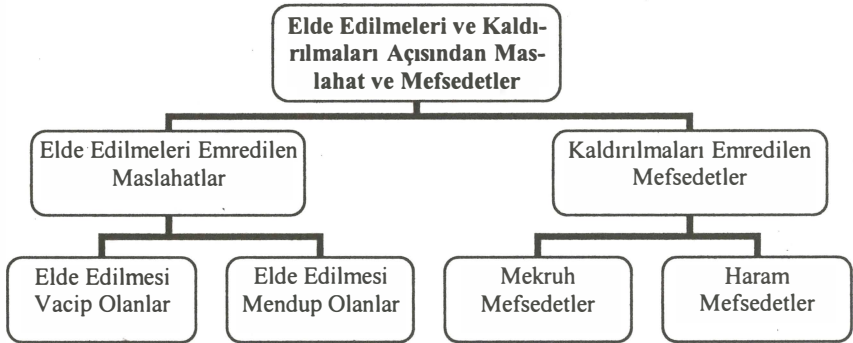 Elde Edilmeleri ve Kaldı-
rılmaları Açısından Mas-
lahat ve Mefsedetler
Elde Edilmeleri Emredilen
Maslahatlar
Kaldırılmaları Emredilen
Mefsedetler
Elde Edilmesi
Vacip Olanlar
Elde Edilmesi
Mendup Olanlar
Mekruh
Mefsedetler
Haram
Mefsedetler